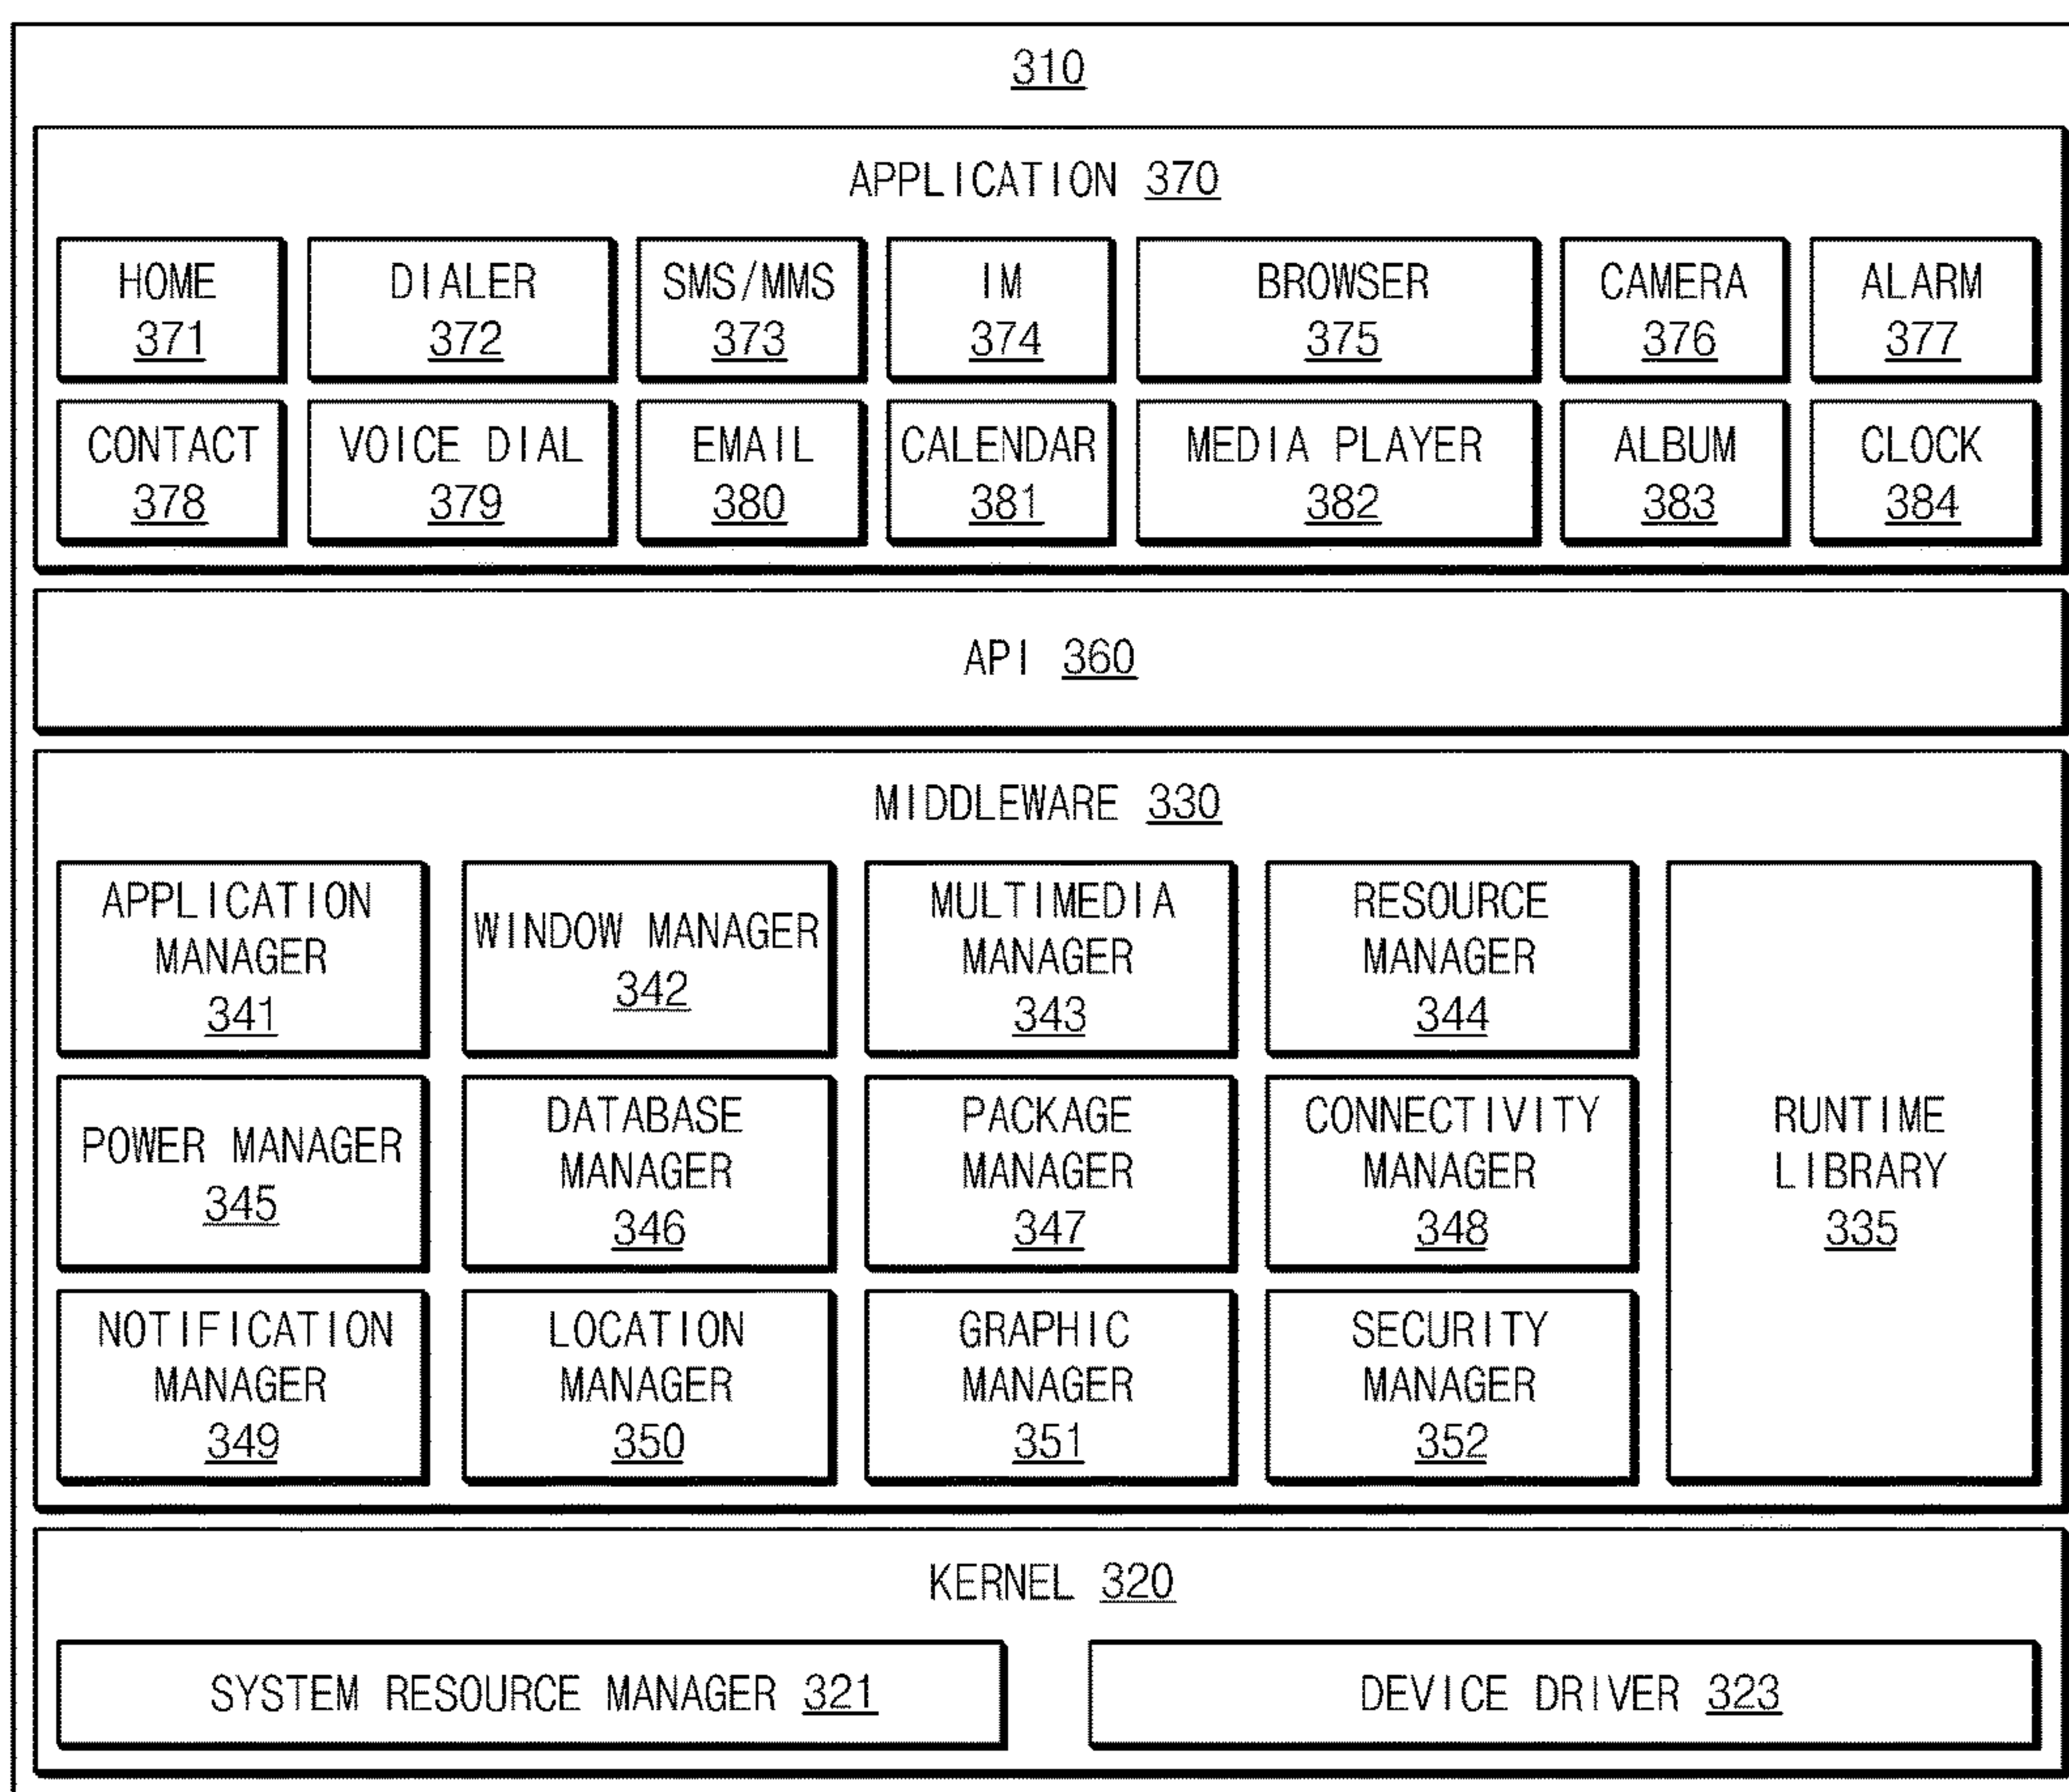 310
APPLICATION 370
HOME DIALER SMS/MMS IM BROWSER CAMERA ALARM
371 372 373 374 375 376 377
CONTACT VOICE DIAL EMAIL CALENDAR MEDIA PLAYER ALBUM CLOCK
378 379 380 381 382 383 384
API 360
MIDDLEWARE 330
APPLICATION
MANAGER
341
WINDOW MANAGER
342
MULTIMEDIA
MANAGER
343
RESOURCE
MANAGER
344
POWER MANAGER
345
DATABASE
MANAGER
346
PACKAGE
MANAGER
347
CONNECTIVITY
MANAGER
348
RUNTIME
LIBRARY
335
NOTIFICATION
MANAGER
349
LOCATION
MANAGER
350
GRAPHIC
MANAGER
351
SECURITY
MANAGER
352
KERNEL 320
SYSTEM RESOURCE MANAGER 321
DEVICE DRIVER 323